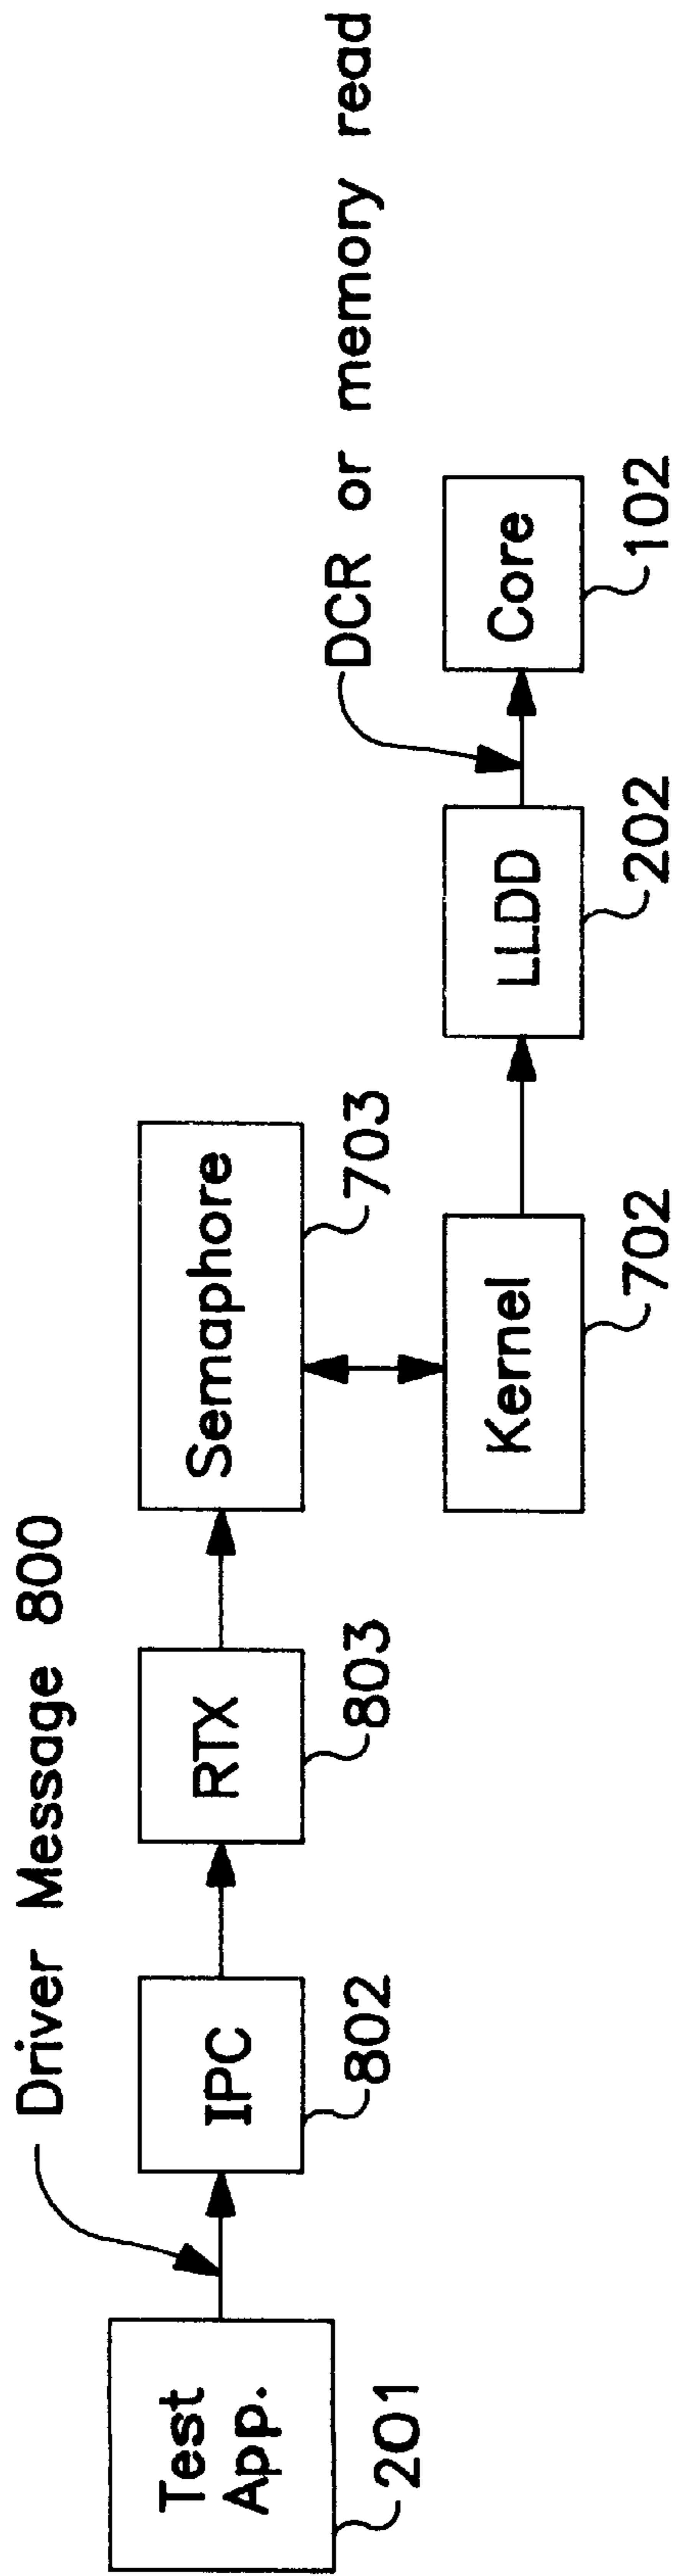 Driver Message 800
Test
App.
201
IPC
802
RTX
803
Semaphore
703
Kernel
702
LLDD
202
DCR or memory read
Core
102